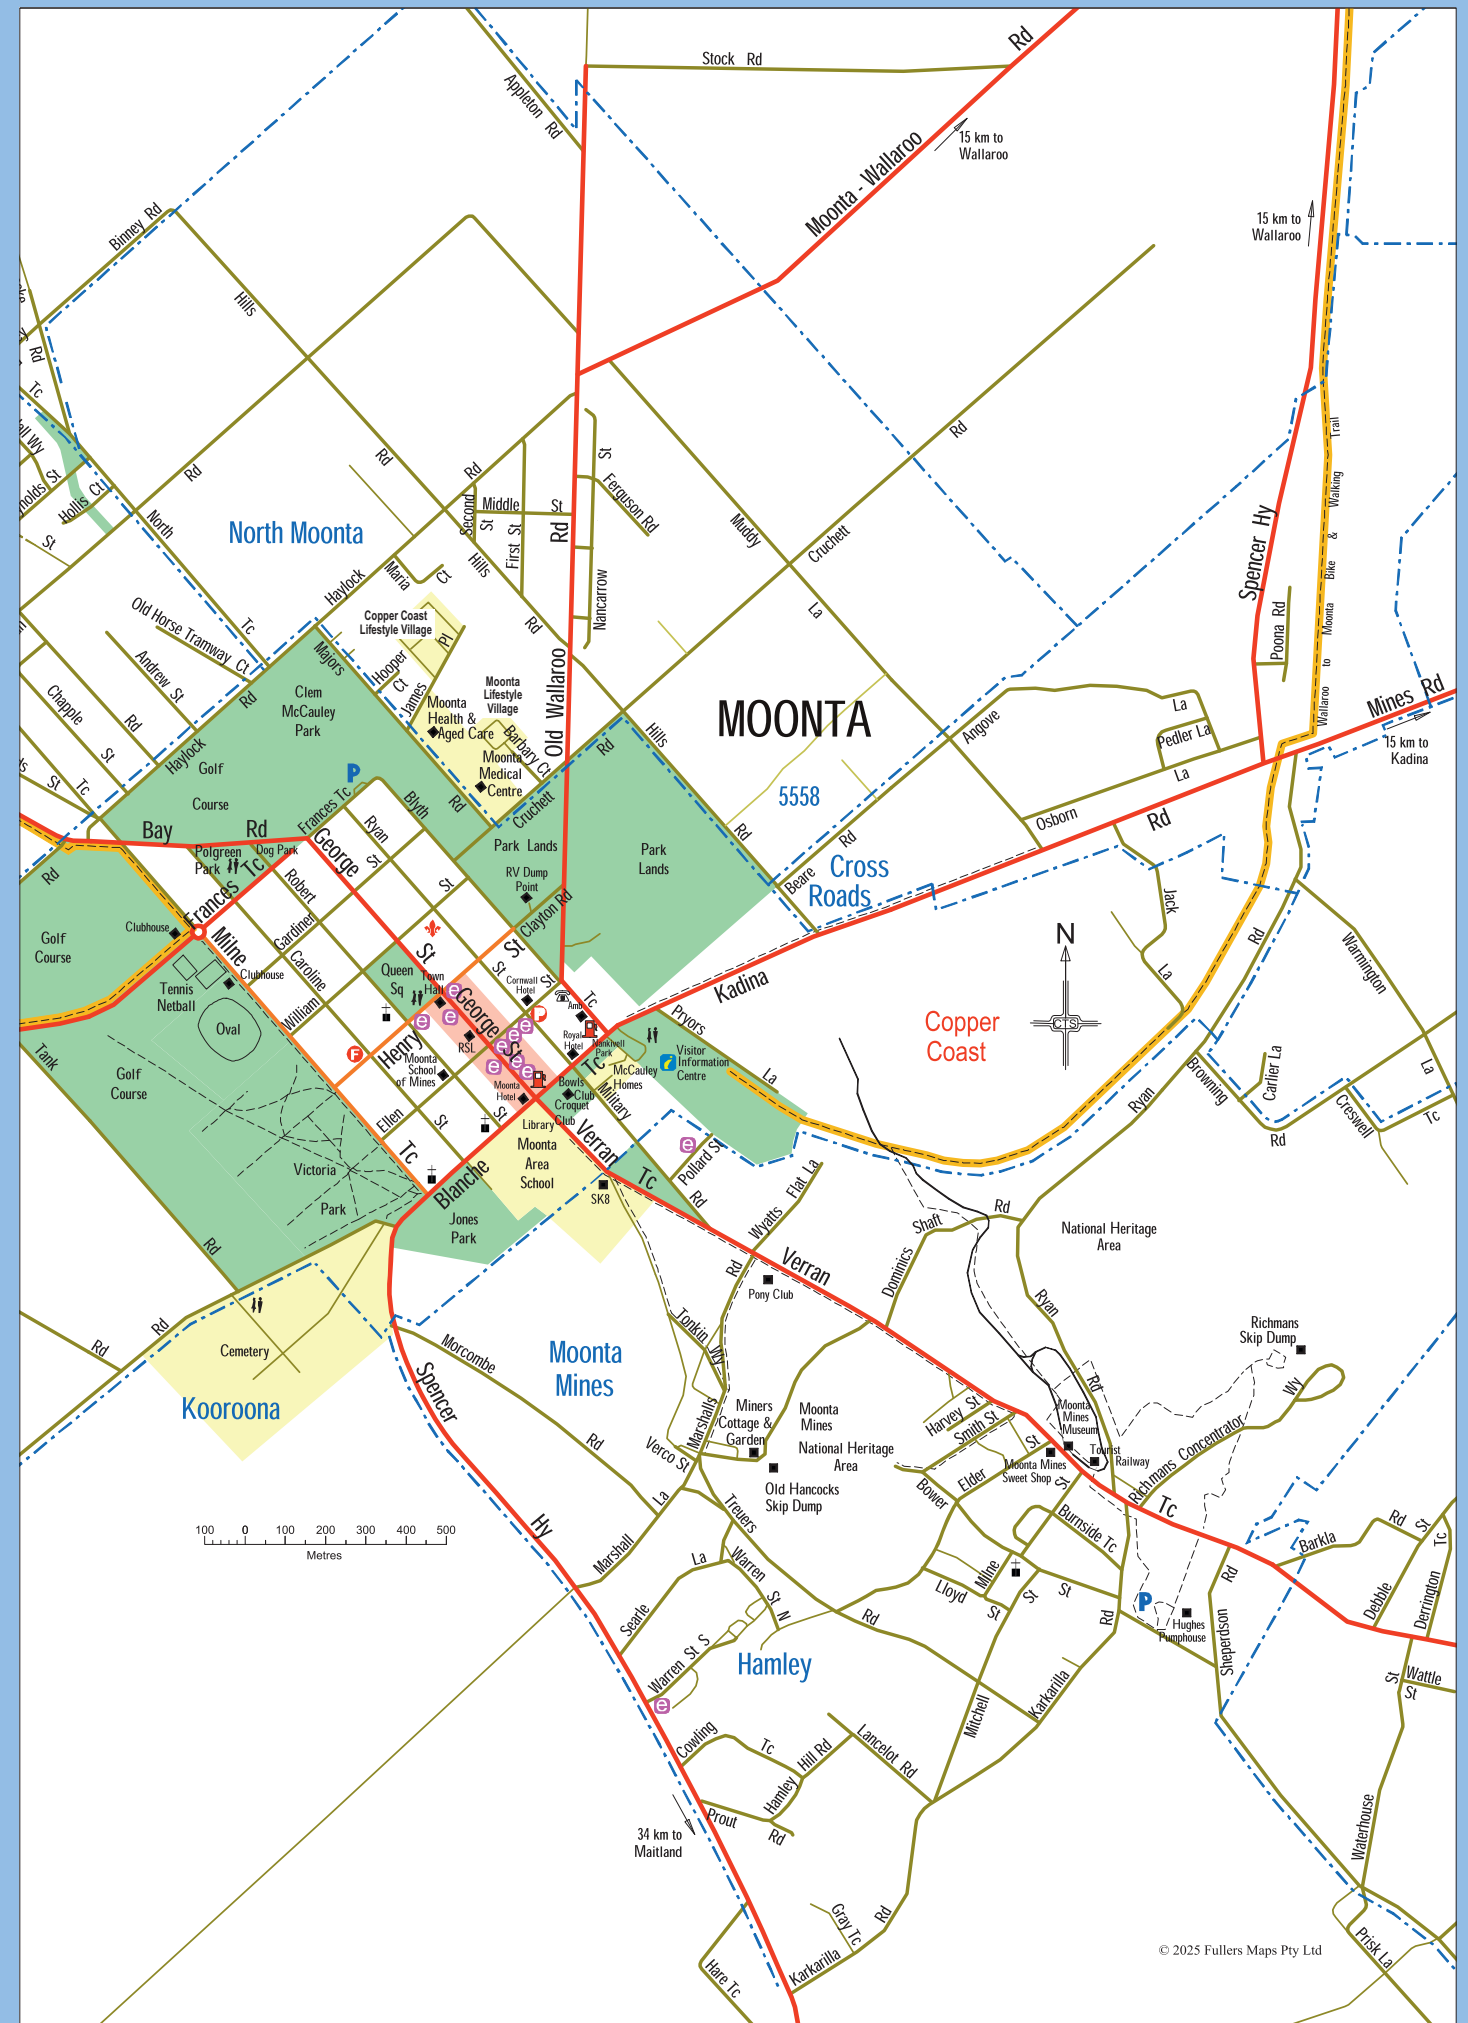 Stock Rd
Rd
Appleton Rd
15 km to
Wallaroo
Moonta - Wallaroo
Binney Rd
15 km to
Wallaroo
Hills
Rd
Tc
Rd
Rd
Rd
Rd
St
Trail
Hollis Ct
North
Second
St
Middle St
First St
Rd
Ferguson Rd
Muddy
Cruchett
Walking
&
Bike
Spencer Hy
St
North Moonta
Haylock
Maria Ct
Hills
Nancarrow
La
Old Horse Tramway Ct
Tc
Copper Coast
Lifestyle Village
Rd
Poona Rd
Moonta
to
Wallaroo
Andrew St
Majors
Hooper
Ct
Pl
James
Chapple
Rd
St
Rd
Clem
McCauley
Park
Moonta
Lifestyle
Village
Moonta
Health &
Aged Care
Old Wallaroo
MOONTA
Angove
La
Pedler La
Mines Rd
15 km to
Kadina
Haylock
Golf
Course
P
Barbary Ct
Moonta
Medical
Centre
Rd
Hills
La
St
Tc
Frances Tc
Blyth
Rd
Cruchett
5558
Osborn
Rd
Bay Rd
Ryan
St
George
Polgreen
Park
Dog Park
Park Lands
Park
Lands
Rd
Rd
Beare
Cross
Roads
Rd
Frances Tc
Robert
St
RV Dump
Point
Clayton Rd
Jack
Golf
Course
Clubhouse
Milne
Gardiner
St
St
N
Rd
Warmington
Clubhouse
Caroline
Queen
Sq
Town
Hall
St
Cornwall
Hotel
St
Kadina
La
Tennis
Netball
William
George
St
Tc
Amb
Pryors
Copper
Coast
C T S
Oval
F
Henry
RSL
P
Royal
Hotel
Nankivell
Park
Tank
Golf
Course
Moonta
School
of Mines
Moonta
Hotel
Tc
Bowls
Club
Croquet
Club
McCauley
Homes
Military
Visitor
Information
Centre
La
Browning
Carlier La
La
Ellen
St
St
Library
Verran
Ryan
Creswell
Tc
Rd
Victoria
Park
Tc
Blanche
Moonta
Area
School
SK8
Tc
Pollard St
Rd
Flat La
Wyatts
Rd
Jones
Park
Rd
Shaft
Rd
National Heritage
Area
Verran
Dominics
Pony Club
Ryan
Rd
Rd
Cemetery
Kooroona
Morcombe
Spencer
Moonta
Mines
Tonkin Wy
Richmans
Skip Dump
Rd
Wy
Miners
Cottage &
Garden
Moonta
Mines
National Heritage
Area
Harvey St
Smith St
St
Moonta
Mines
Museum
Tourist
Railway
Richmans Concentrator
Rd
Verco St
Marshalls
Moonta Mines
Sweet Shop
Old Hancocks
Skip Dump
Bower
Elder
St
Tc
100 0 100 200 300 400 500
Metres
Hy
La
Marshall
Treuers
Burnside Tc
La
Warren
St N
Milne
Barkla
Rd
St
Tc
Lloyd
St
St
St
Rd
Debble
Derrington
Searle
Rd
P
Hughes
Pumphouse
Rd
Sheperdson
Warren St S
Hamley
Wattle
St
St
Karkarilla
Mitchell
Cowling
Tc
Hill Rd
Hamley
Lancelot Rd
Prout
Rd
34 km to
Maitland
Waterhouse
Gray Tc
Rd
Karkarilla
Hare Tc
Prisk La
© 2025 Fullers Maps Pty Ltd